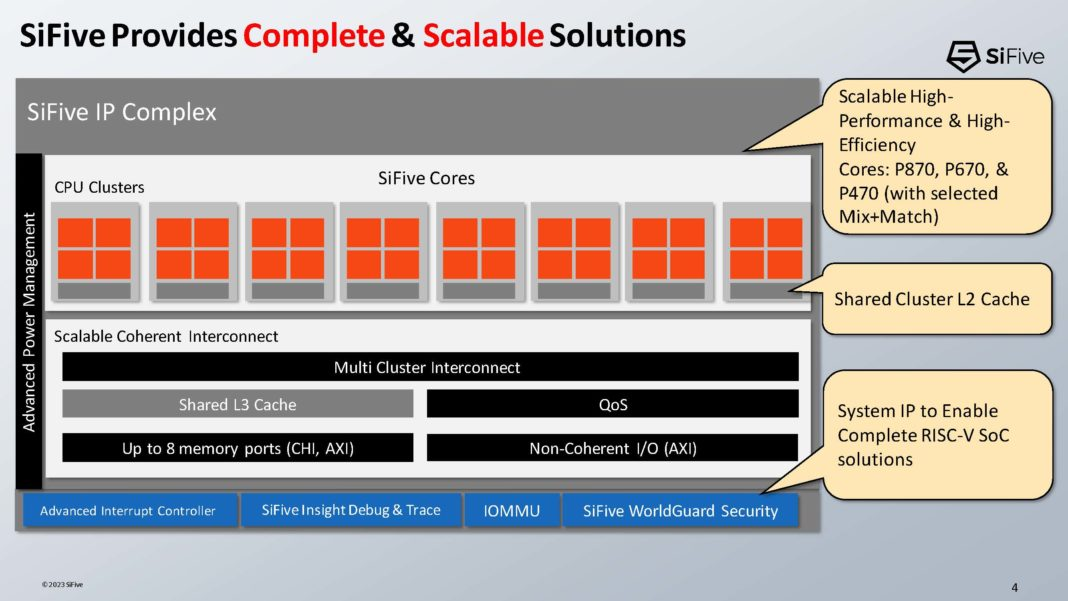 SiFive Provides Complete & Scalable Solutions
SiFive
SiFive IP Complex
Scalable High-
Performance & High-
Efficiency
Cores: P870, P670, &
P470 (with selected
Mix+Match)
Advanced Power Management
CPU Clusters
SiFive Cores
Shared Cluster L2 Cache
Scalable Coherent Interconnect
Multi Cluster Interconnect
Shared L3 Cache
QoS
Up to 8 memory ports (CHI, AXI)
Non-Coherent I/O (AXI)
System IP to Enable
Complete RISC-V SoC
solutions
Advanced Interrupt Controller
SiFive Insight Debug & Trace
IOMMU
SiFive WorldGuard Security
© 2023 SiFive
4